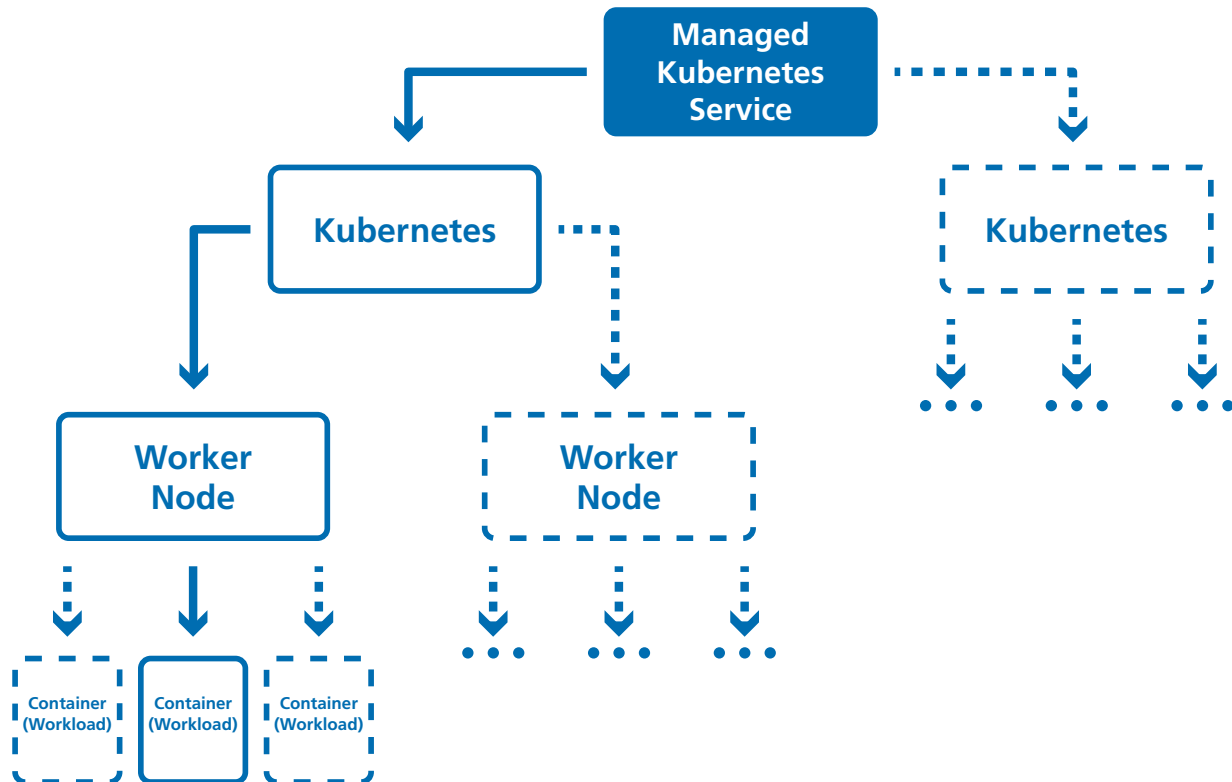 Managed
Kubernetes
Service
Kubernetes
Kubernetes
Worker
Node
Worker
Node
Container
(Workload)
Container
(Workload)
Container
(Workload)